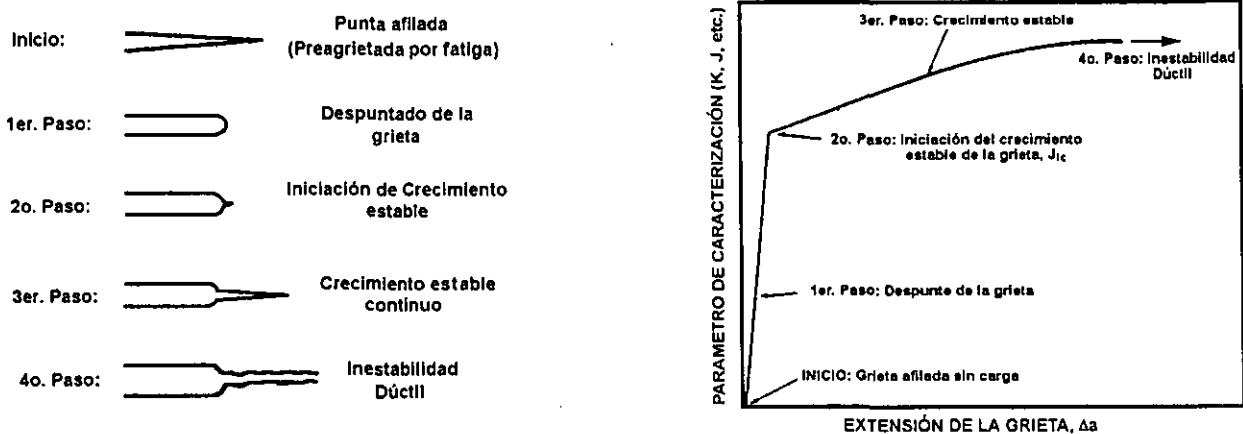 Inicio:
Punta afilada
(Preagrietada por fatiga)
1er. Paso:
Despuntado de la
grieta
2o. Paso:
Iniciación de Crecimiento
estable
3er. Paso:
Crecimiento estable
continuo
4o. Paso:
Inestabilidad
Dúctil
PARAMETRO DE CARACTERIZACIÓN (K, J, etc.)
3er. Paso: Crecimiento estable
4o. Paso: Inestabilidad
Dúctil
2o. Paso: Iniciación del crecimiento
estable de la grieta, JIc
1er. Paso; Despunte de la grieta
INICIO: Grieta afilada sin carga
EXTENSIÓN DE LA GRIETA, Δa